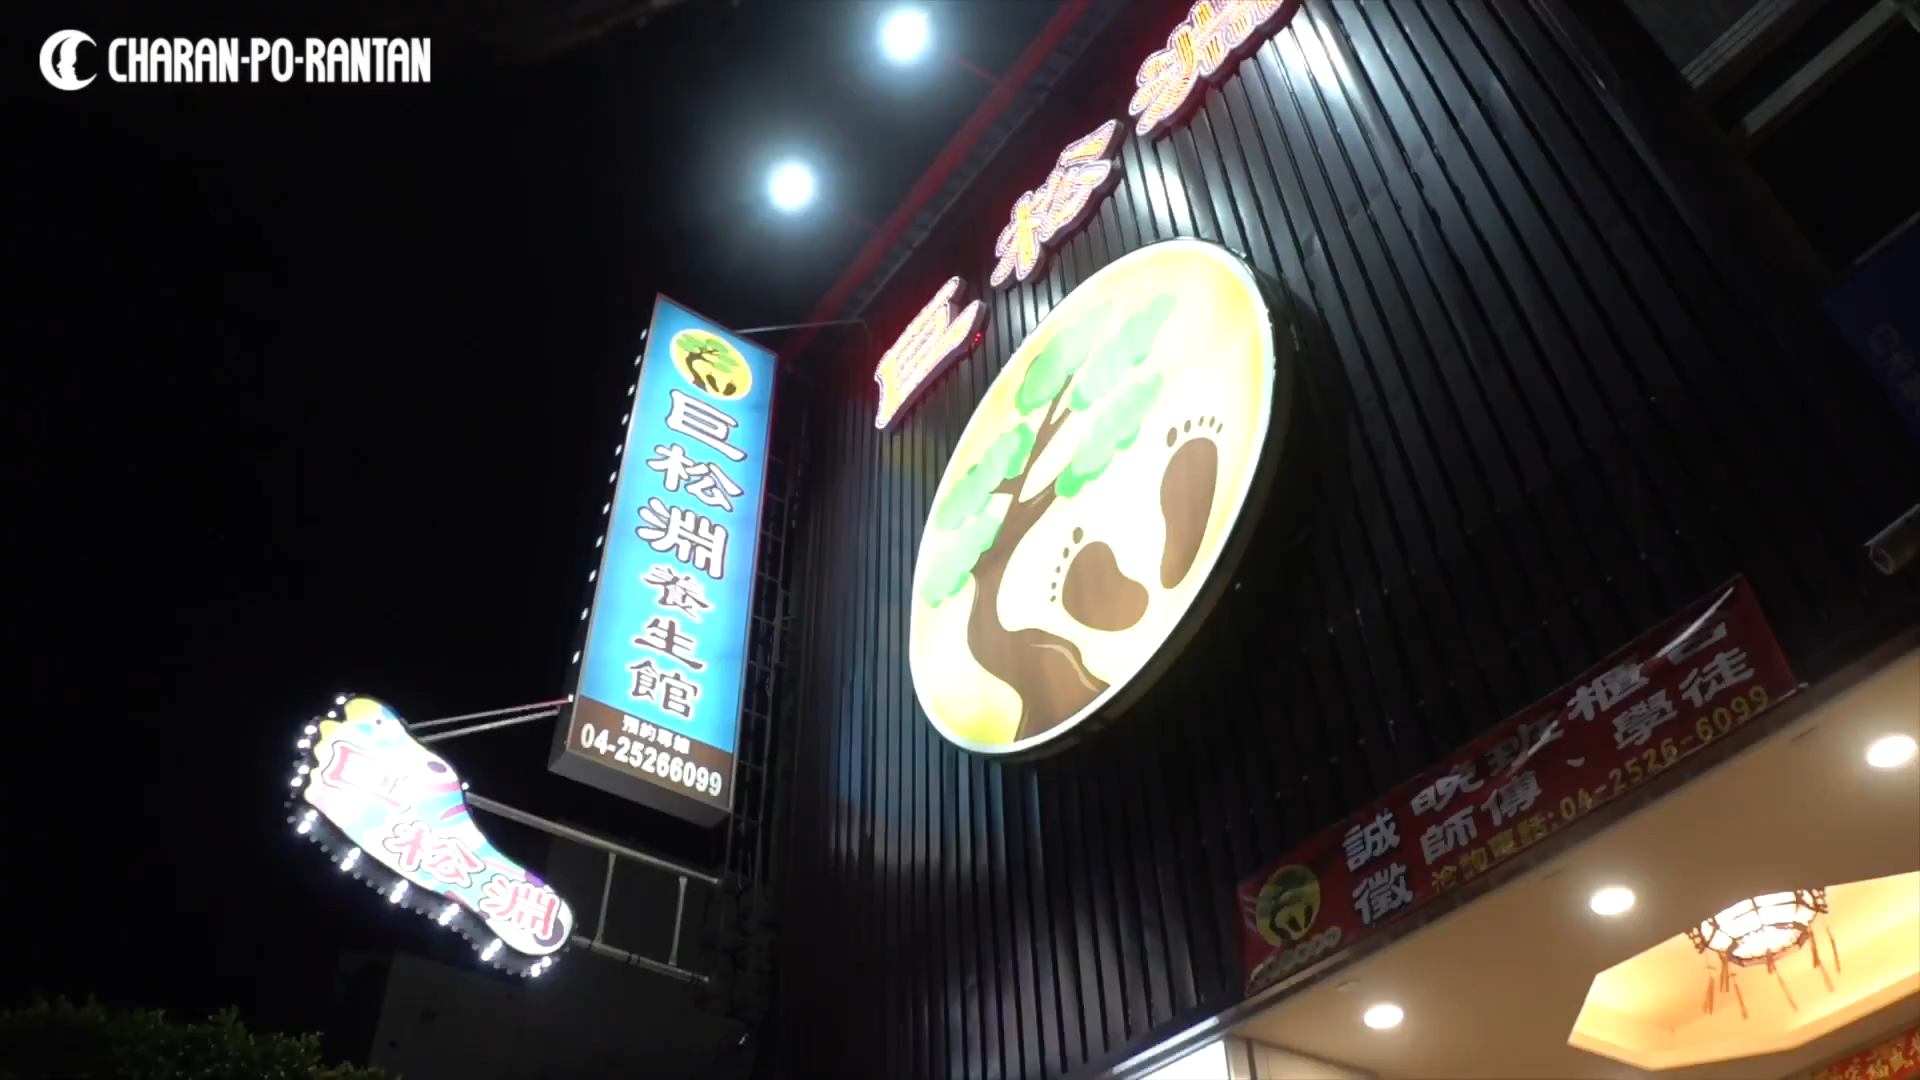 CHARAN-PO-RANTAN
巨松淵
巨松淵養生館
預約專線
04-25266099
巨松淵
誠徵
晚班櫃台
師傅、學徒
洽詢電話:04-2526-6099